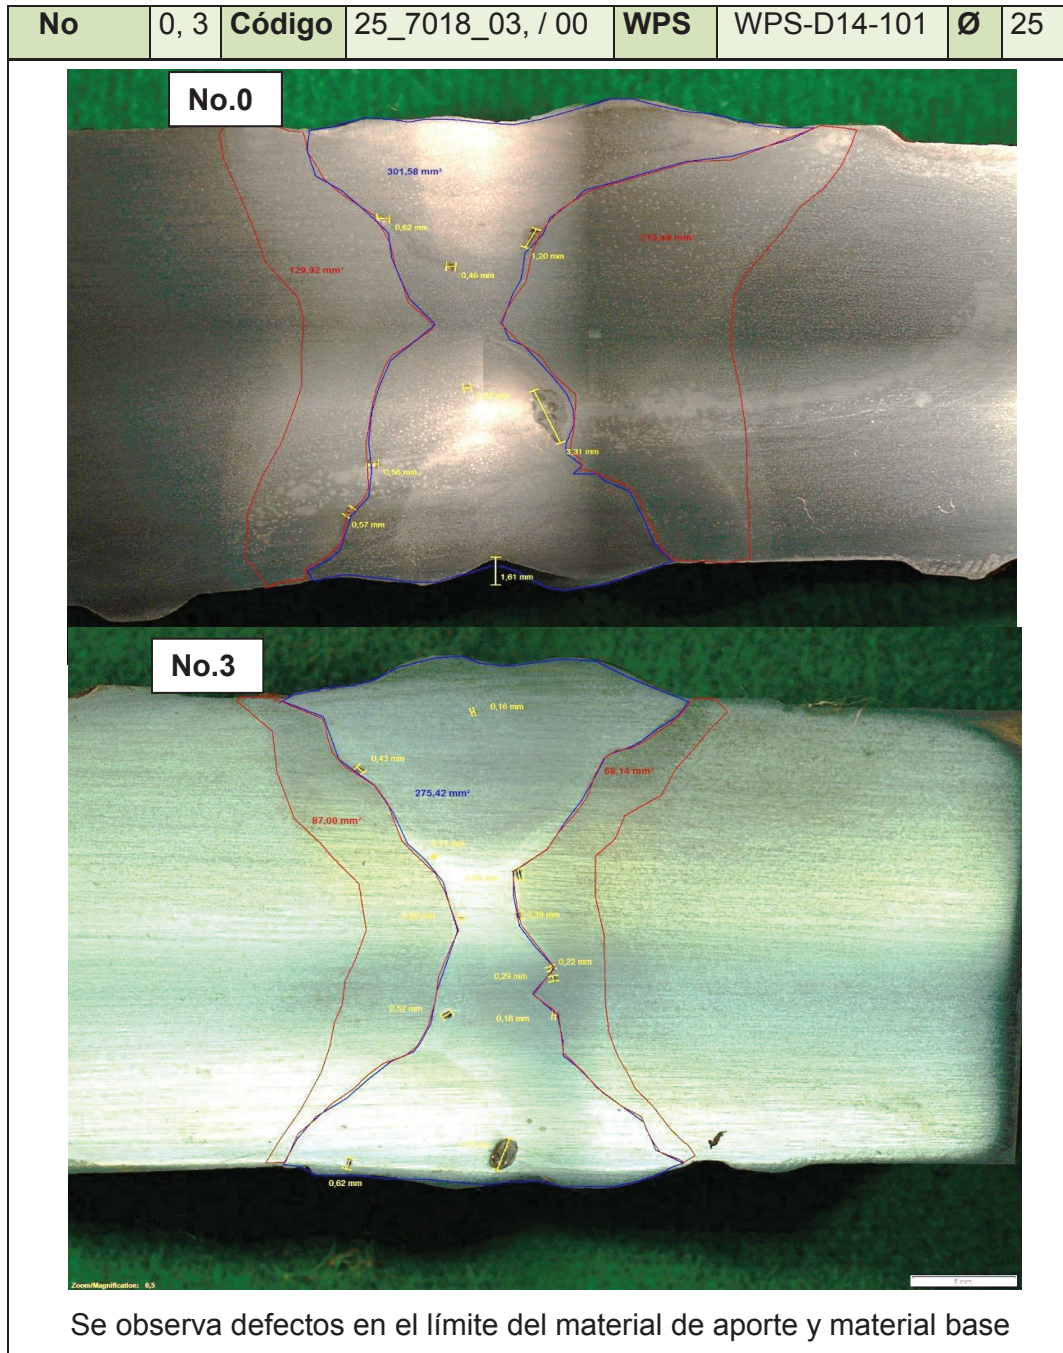 No 0, 3 Código 25_7018_03, / 00 WPS WPS-D14-101 Ø 25
No.0
301,58 mm²
0,62 mm
1,20 mm
129,92 mm²
0,46 mm
3,31 mm
0,56 mm
0,57 mm
1,61 mm
No.3
0,16 mm
0,43 mm
68,14 mm²
275,42 mm²
87,00 mm²
0,39 mm
0,22 mm
0,29 mm
0,52 mm
0,18 mm
0,62 mm
Zoom/Magnification: 0,5
5 mm
Se observa defectos en el límite del material de aporte y material base